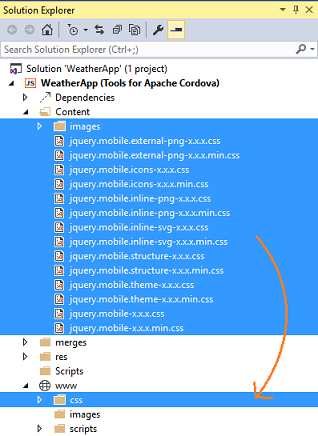 Solution Explorer
Search Solution Explorer (Ctrl+;)
Solution 'WeatherApp' (1 project)
JS WeatherApp (Tools for Apache Cordova)
Dependencies
Content
images
jquery.mobile.external-png-x.x.x.css
jquery.mobile.external-png-x.x.x.min.css
jquery.mobile.icons-x.x.x.css
jquery.mobile.icons-x.x.x.min.css
jquery.mobile.inline-png-x.x.x.css
jquery.mobile.inline-png-x.x.x.min.css
jquery.mobile.inline-svg-x.x.x.css
jquery.mobile.inline-svg-x.x.x.min.css
jquery.mobile.structure-x.x.x.css
jquery.mobile.structure-x.x.x.min.css
jquery.mobile.theme-x.x.x.css
jquery.mobile.theme-x.x.x.min.css
jquery.mobile-x.x.x.css
jquery.mobile-x.x.x.min.css
merges
res
Scripts
www
css
images
scripts